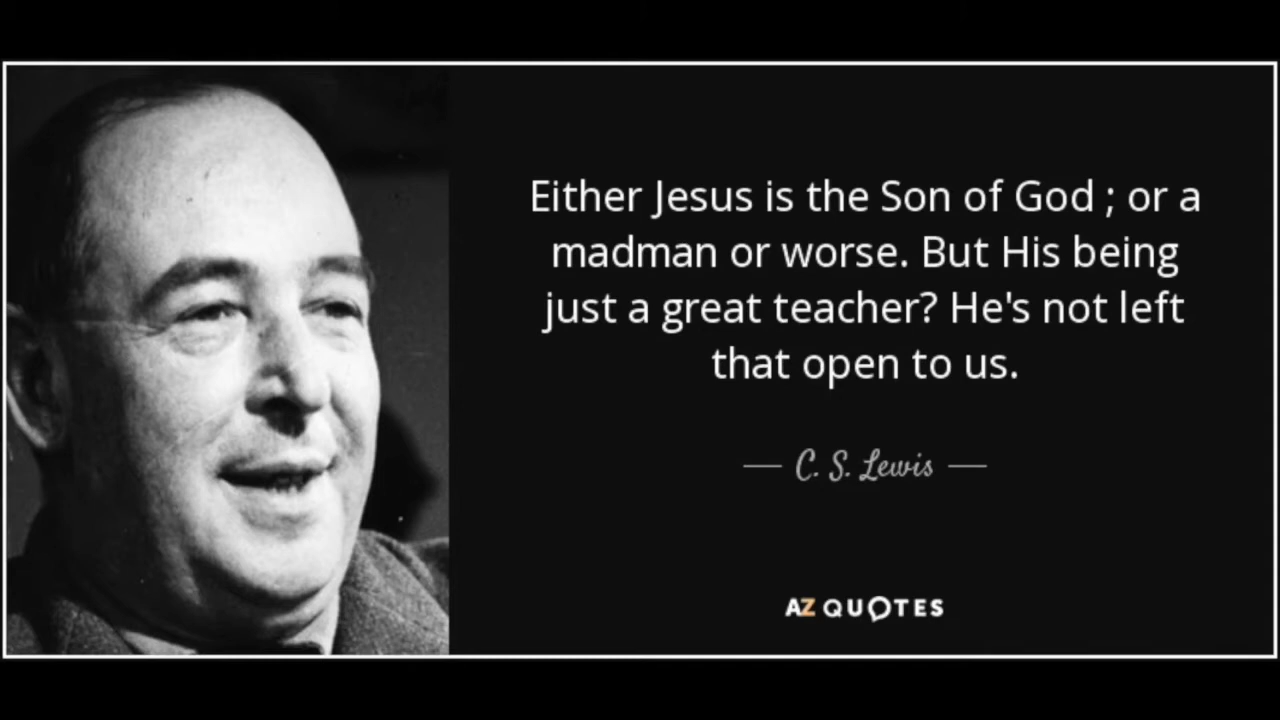 Either Jesus is the Son of God ; or a
madman or worse. But His being
just a great teacher? He's not left
that open to us.
— C. S. Lewis —
AZ QUOTES